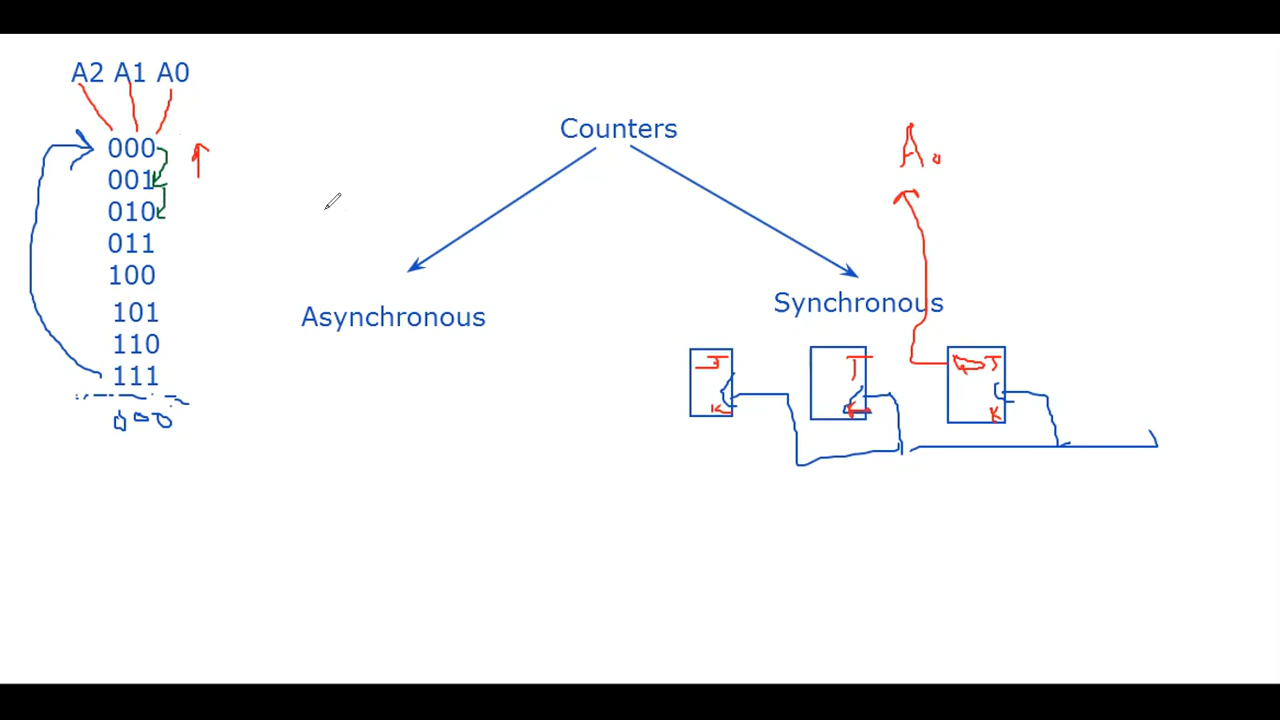 A2 A1 A0
000
001
010
011
100
101
110
111
000
Counters
Asynchronous
Synchronous
A0
J
K
J
K
J
K